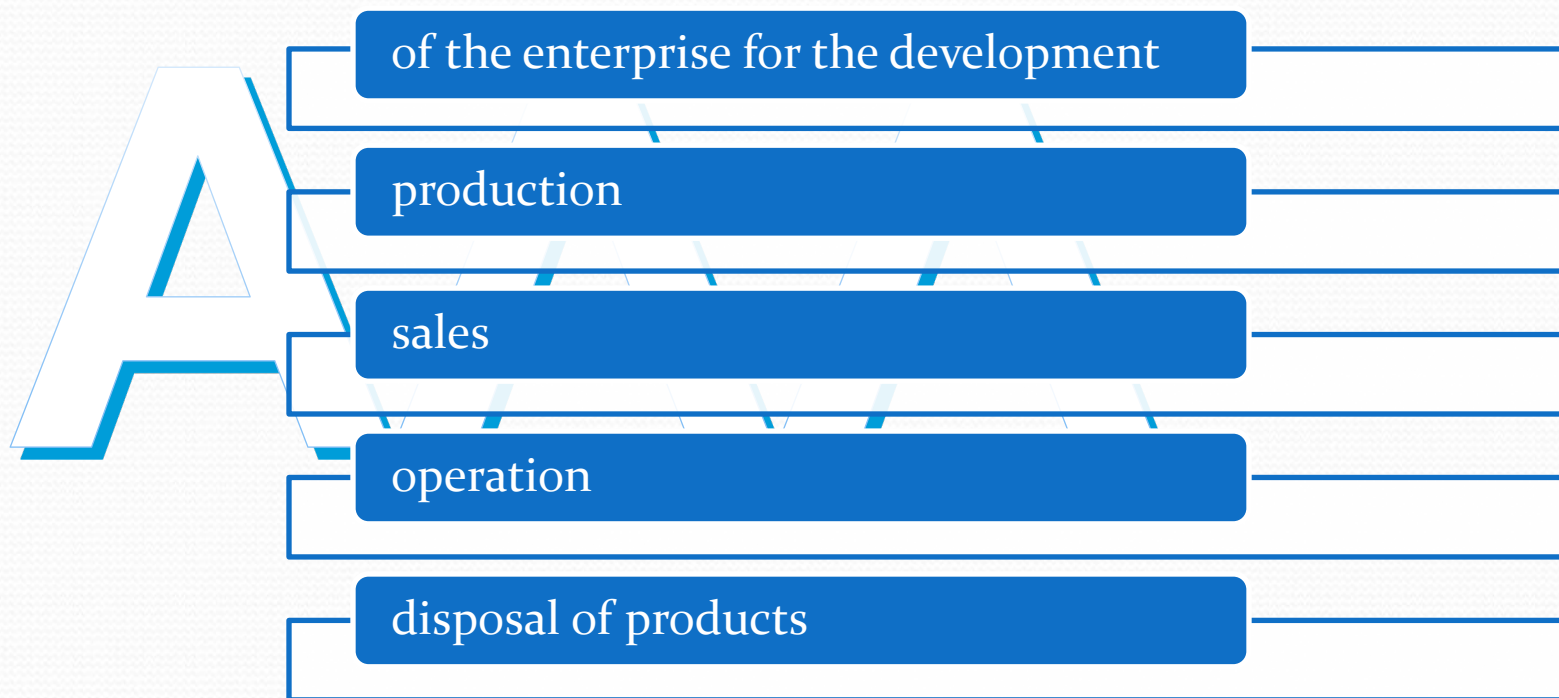 of the enterprise for the development
production
sales
operation
disposal of products